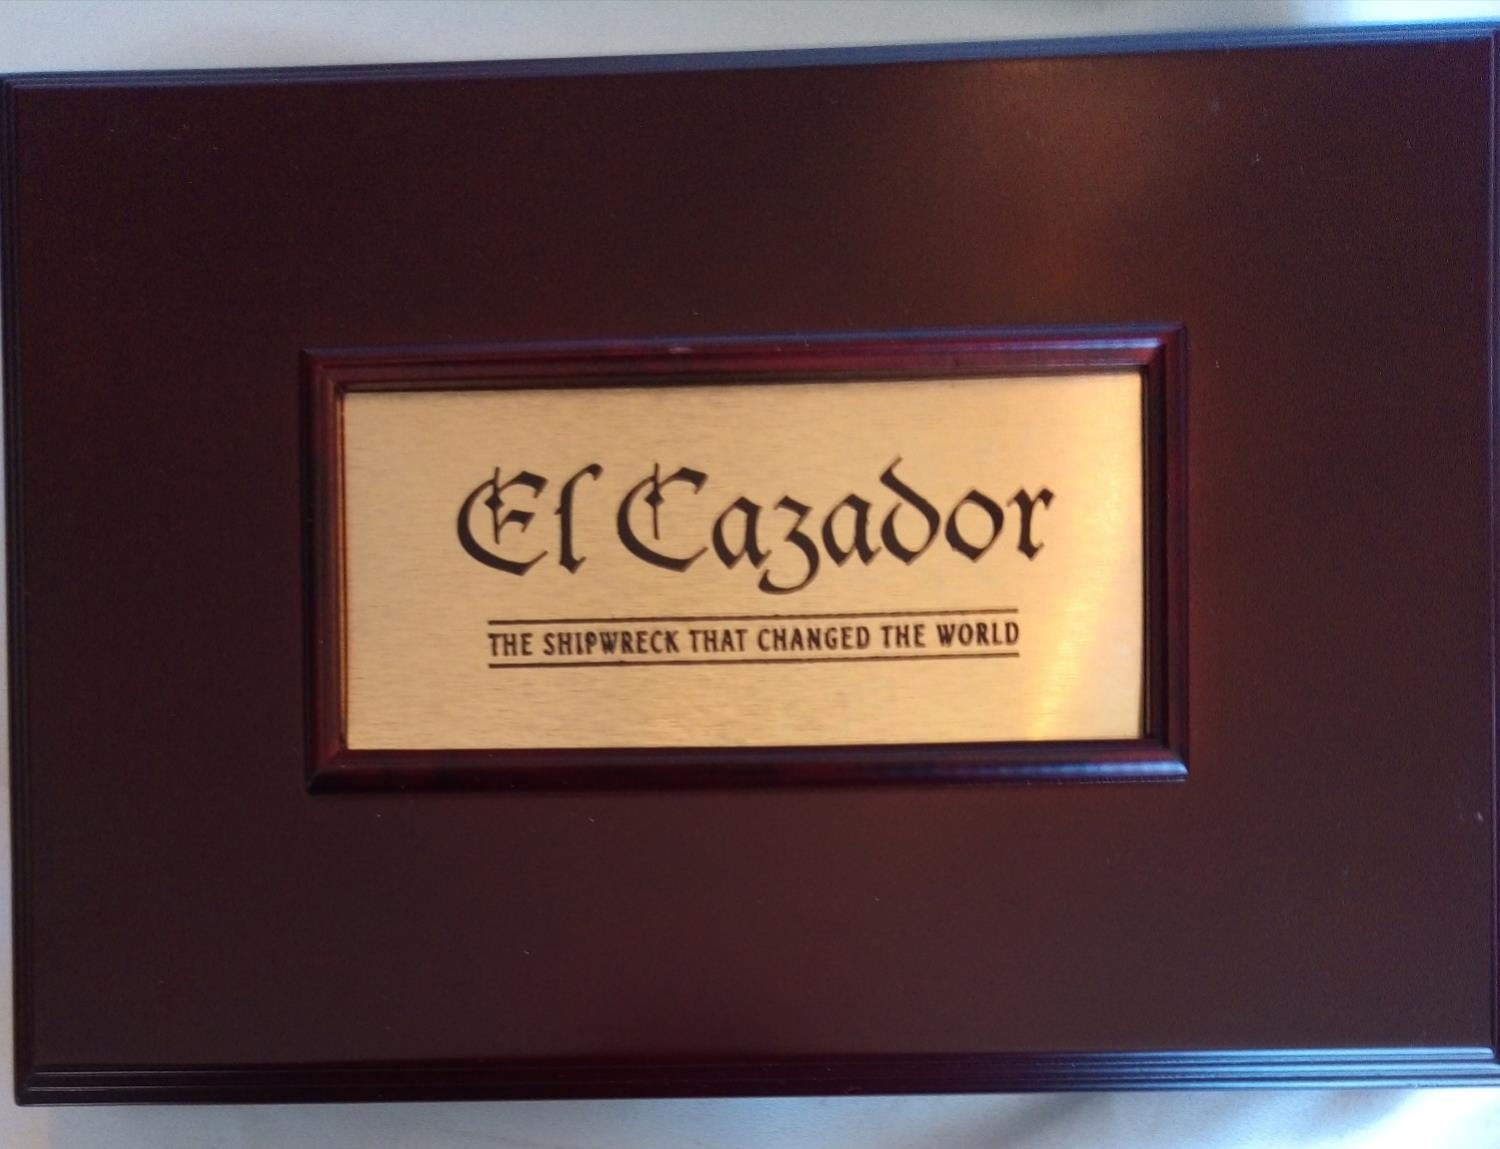 El Cazador
THE SHIPWRECK THAT CHANGED THE WORLD